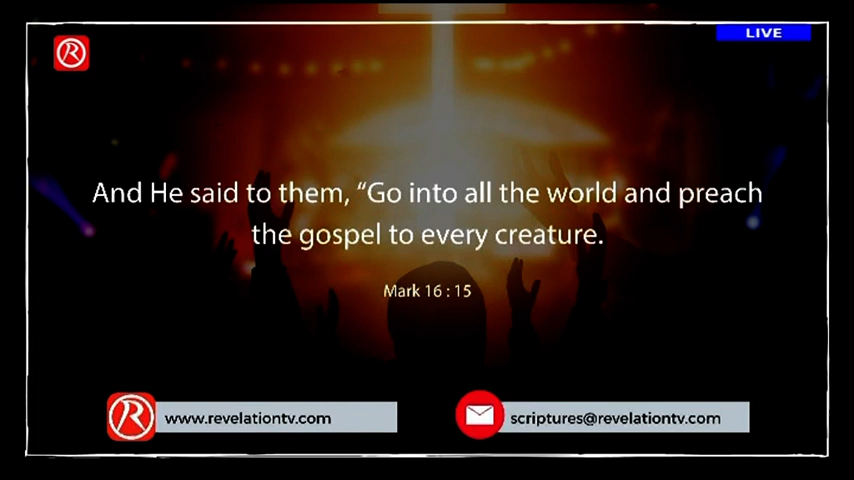 LIVE
And He said to them, “Go into all the world and preach
the gospel to every creature.
Mark 16 : 15
www.revelationtv.com
scriptures@revelationtv.com